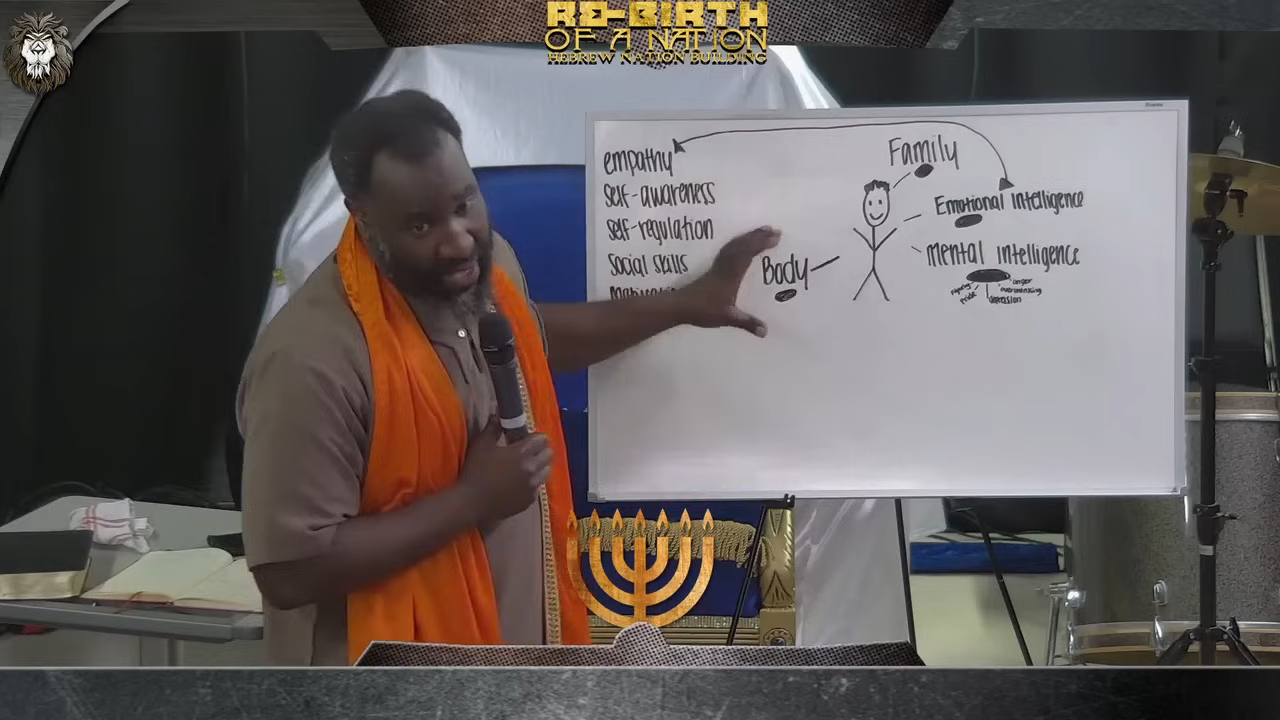 RE-BIRTH
OF A NATION
HEBREW NATION BUILDING
empathy
self-awareness
self-regulation
Social skills
Family
Emotional intelligence
Mental intelligence
Body
anger
overthinking
depression
pride